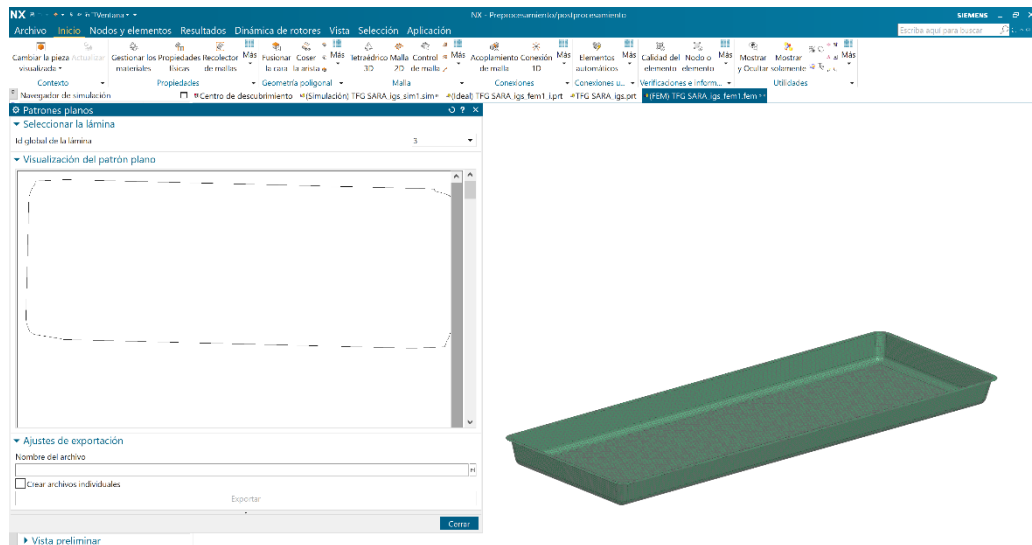 NX Ventana NX - Preprocesamiento/postprocesamiento SIEMENS
Archivo Inicio Nodos y elementos Resultados Dinámica de rotores Vista Selección Aplicación Escriba aquí para buscar
Cambiar la pieza Actualizar Gestionar los Propiedades Recolector Más Fusionar Coser Más Tetraédrico Malla Control Más Acoplamiento Conexión Más Elementos Más Calidad del Nodo o Más Mostrar Mostrar Más
visualizada materiales físicas de mallas la cara la arista 3D 2D de malla de malla 1D automáticos elemento elemento y Ocultar solamente
Contexto Propiedades Geometría poligonal Malla Conexiones Conexiones u... Verificaciones e inform... Utilidades
Navegador de simulación Centro de descubrimiento (Simulación) TFG SARA_igs_sim1.sim (Ideal) TFG SARA_igs_fem1_i.prt TFG SARA_igs.prt (FEM) TFG SARA_igs_fem1.fem
Patrones planos
Seleccionar la lámina
Id global de la lámina 3
Visualización del patrón plano
Ajustes de exportación
Nombre del archivo
Crear archivos individuales
Exportar
Cerrar
Vista preliminar